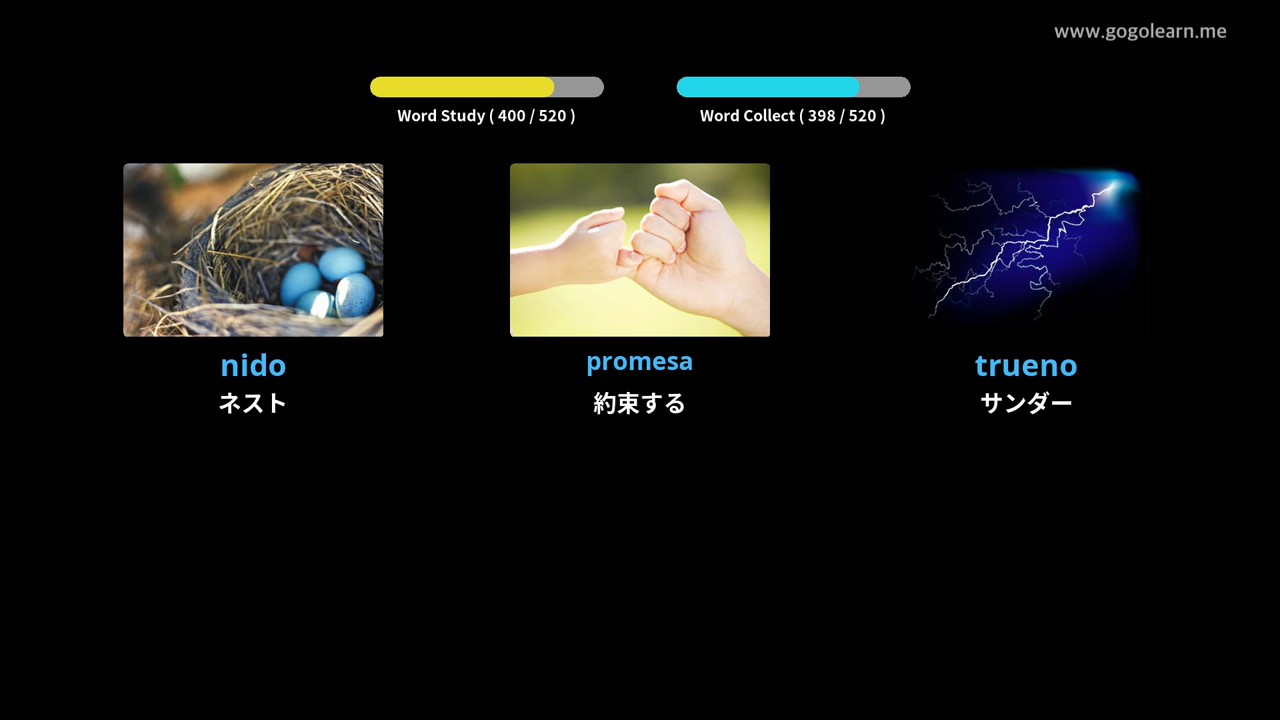 www.gogolearn.me
Word Study ( 400 / 520 )
Word Collect ( 398 / 520 )
nido
ネスト
promesa
約束する
trueno
サンダー